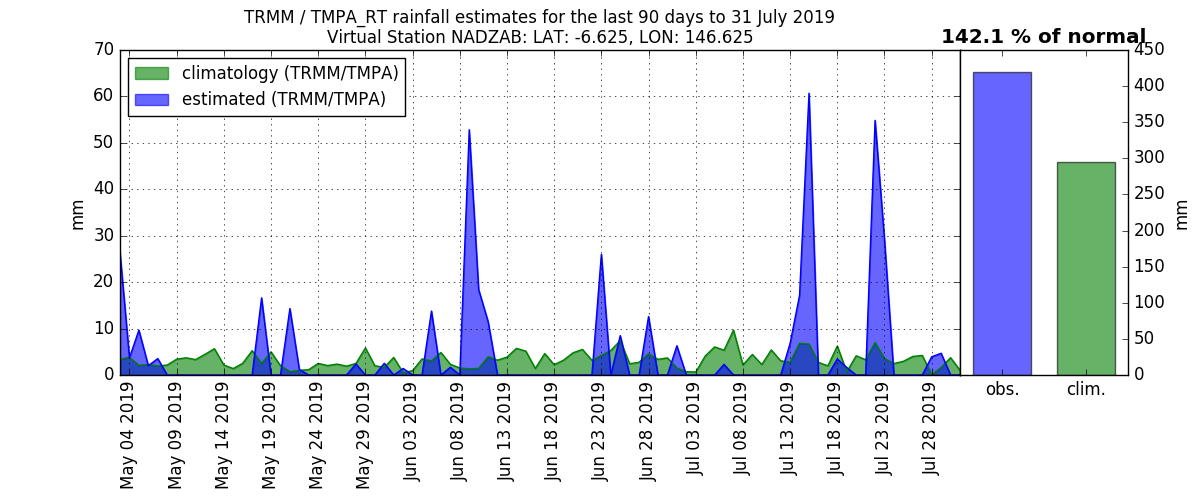 TRMM / TMPA_RT rainfall estimates for the last 90 days to 31 July 2019
Virtual Station NADZAB: LAT: -6.625, LON: 146.625
142.1 % of normal
climatology (TRMM/TMPA)
estimated (TRMM/TMPA)
mm
70
60
50
40
30
20
10
0
May 04 2019
May 09 2019
May 14 2019
May 19 2019
May 24 2019
May 29 2019
Jun 03 2019
Jun 08 2019
Jun 13 2019
Jun 18 2019
Jun 23 2019
Jun 28 2019
Jul 03 2019
Jul 08 2019
Jul 13 2019
Jul 18 2019
Jul 23 2019
Jul 28 2019
obs.
clim.
450
400
350
300
250
200
150
100
50
0
mm